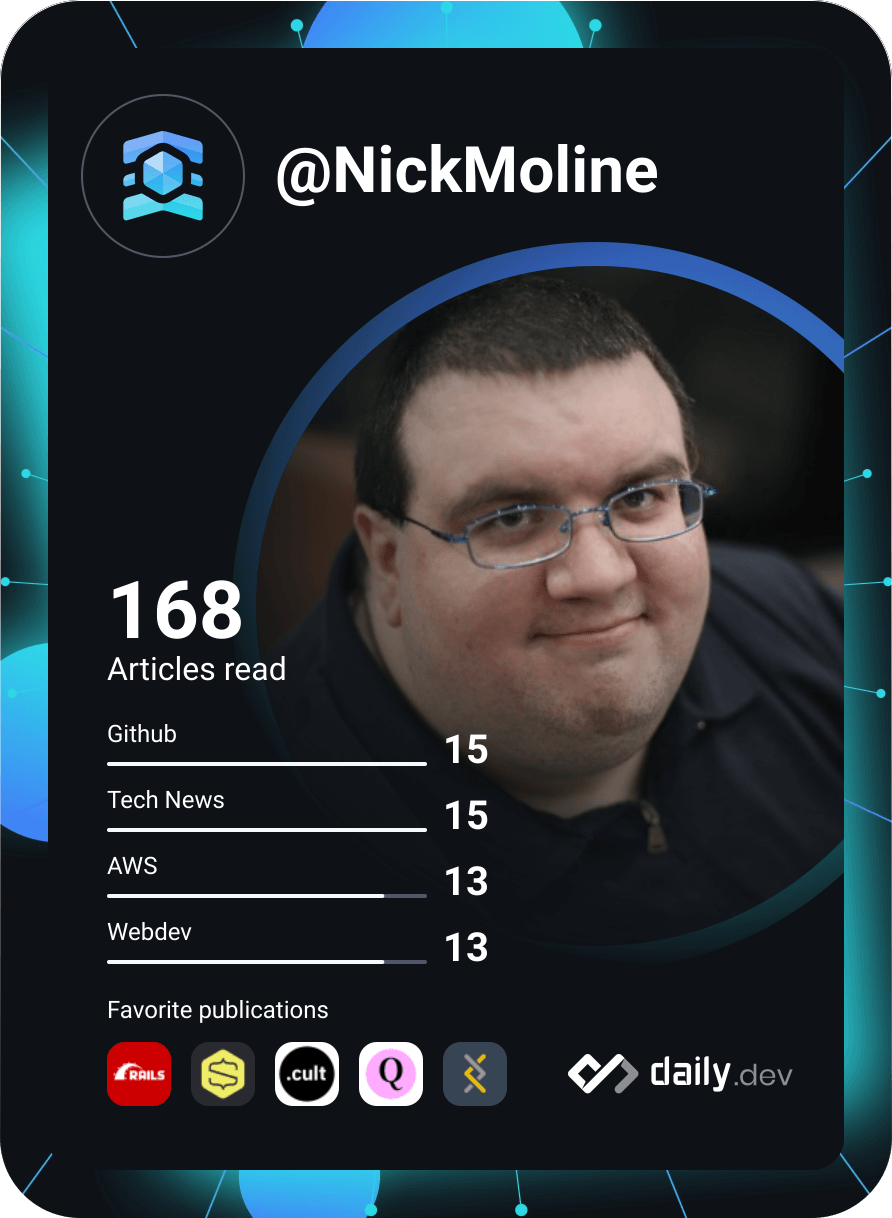 @NickMoline
168
Articles read
Github
15
Tech News
15
AWS
13
Webdev
13
Favorite publications
RAILS
.cult
Q
daily.dev